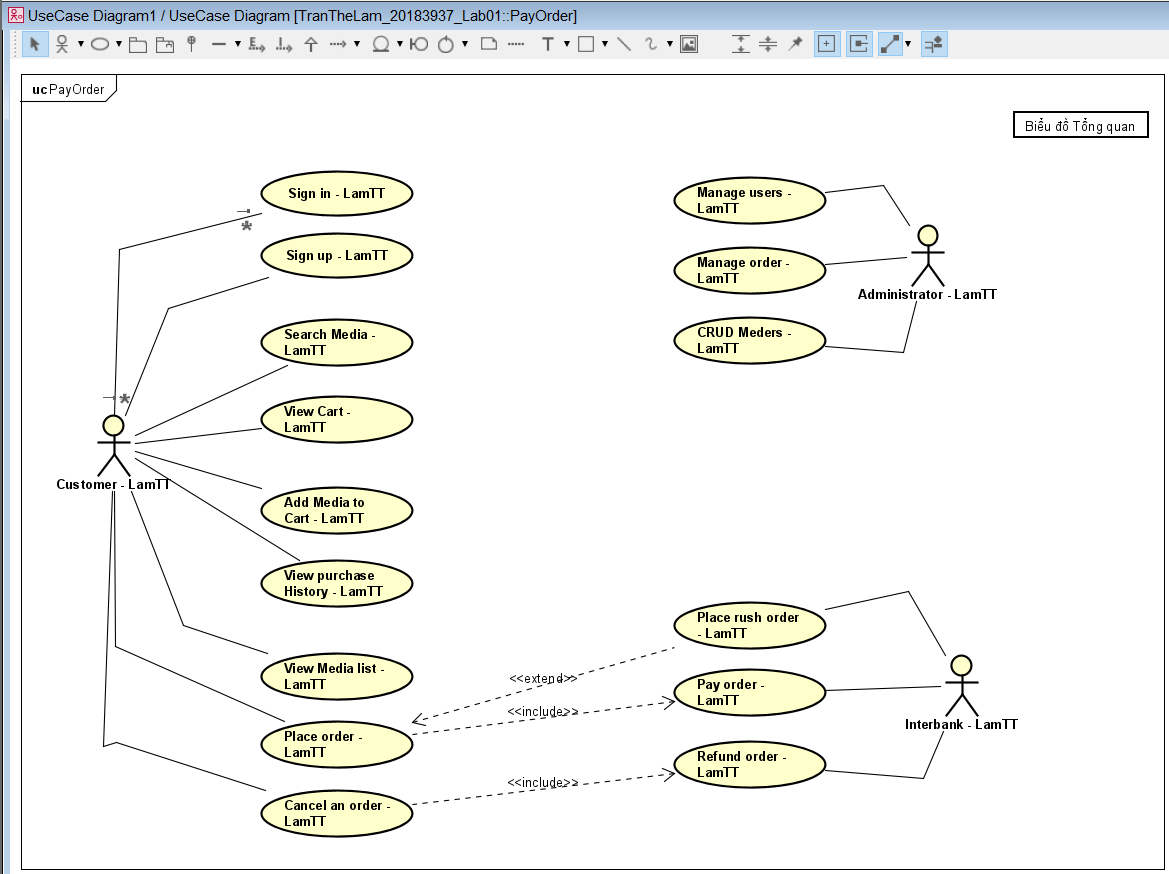 UseCase Diagram1 / UseCase Diagram [TranTheLam_20183937_Lab01::PayOrder]
uc PayOrder
Biểu đồ Tổng quan
Sign in - LamTT
*
Sign up - LamTT
Search Media -
LamTT
*
View Cart -
LamTT
Customer - LamTT
Add Media to
Cart - LamTT
View purchase
History - LamTT
View Media list -
LamTT
Place order -
LamTT
Cancel an order -
LamTT
Manage users -
LamTT
Manage order -
LamTT
Administrator - LamTT
CRUD Meders -
LamTT
<<extend>>
<<include>>
<<include>>
Place rush order
- LamTT
Pay order -
LamTT
Interbank - LamTT
Refund order -
LamTT